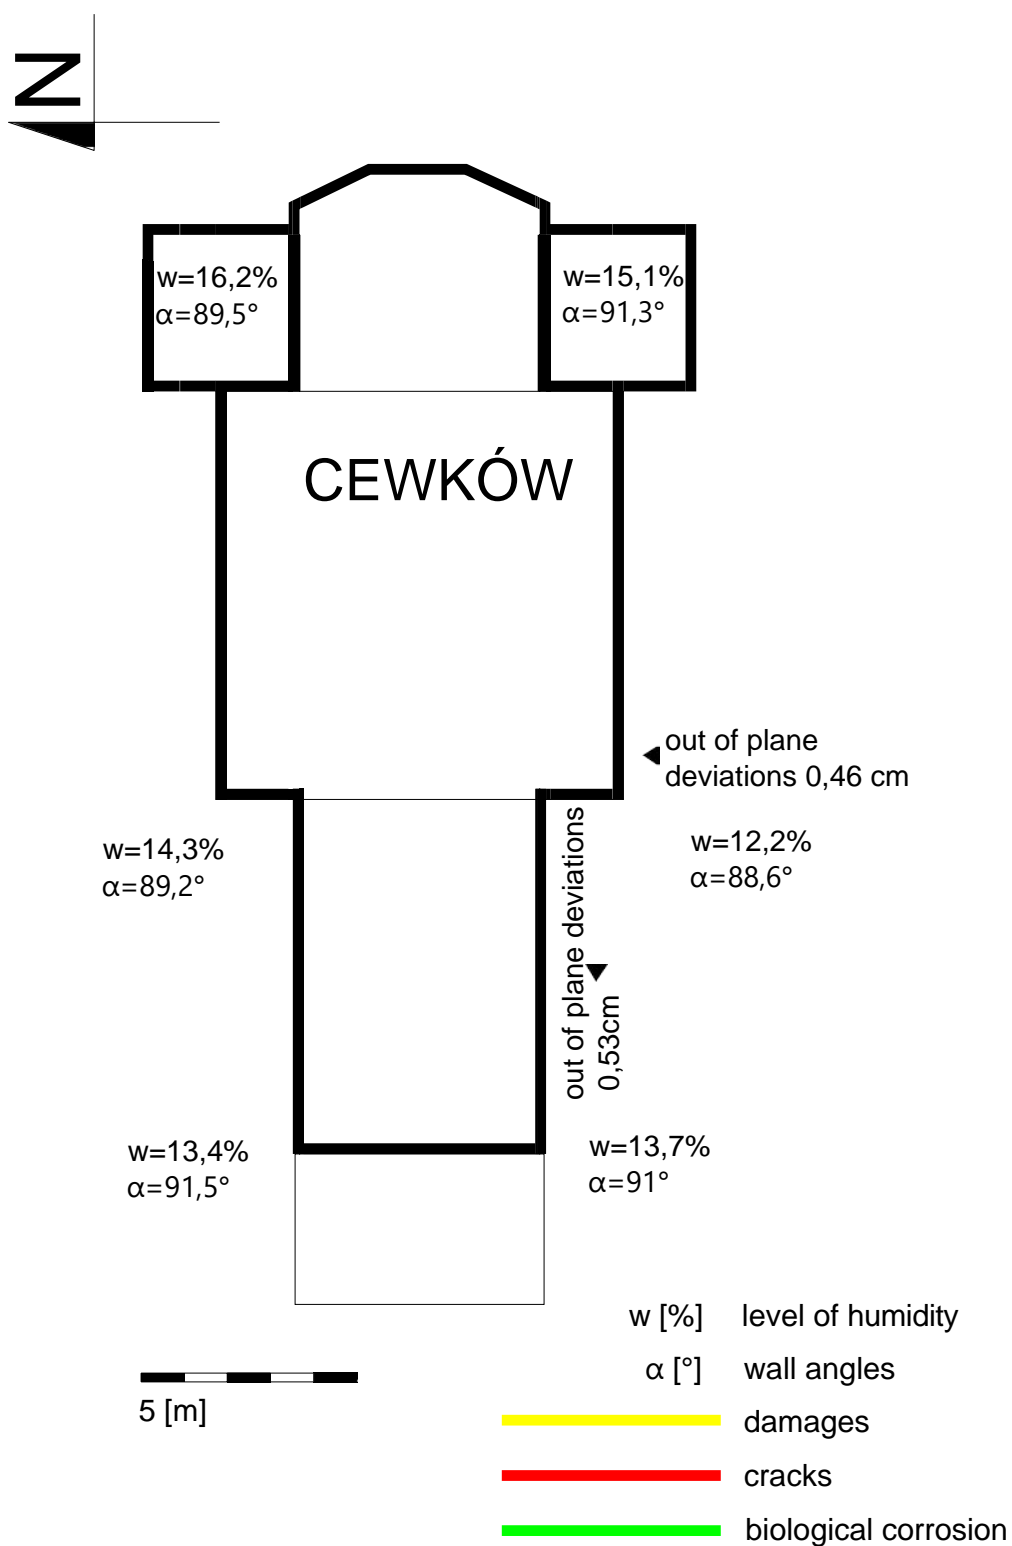 N
w=16,2%
α=89,5°
w=15,1%
α=91,3°
CEWKÓW
out of plane
deviations 0,46 cm
w=14,3%
α=89,2°
w=12,2%
α=88,6°
out of plane deviations
0,53cm
w=13,4%
α=91,5°
w=13,7%
α=91°
w [%] level of humidity
α [°] wall angles
5 [m]
damages
cracks
biological corrosion